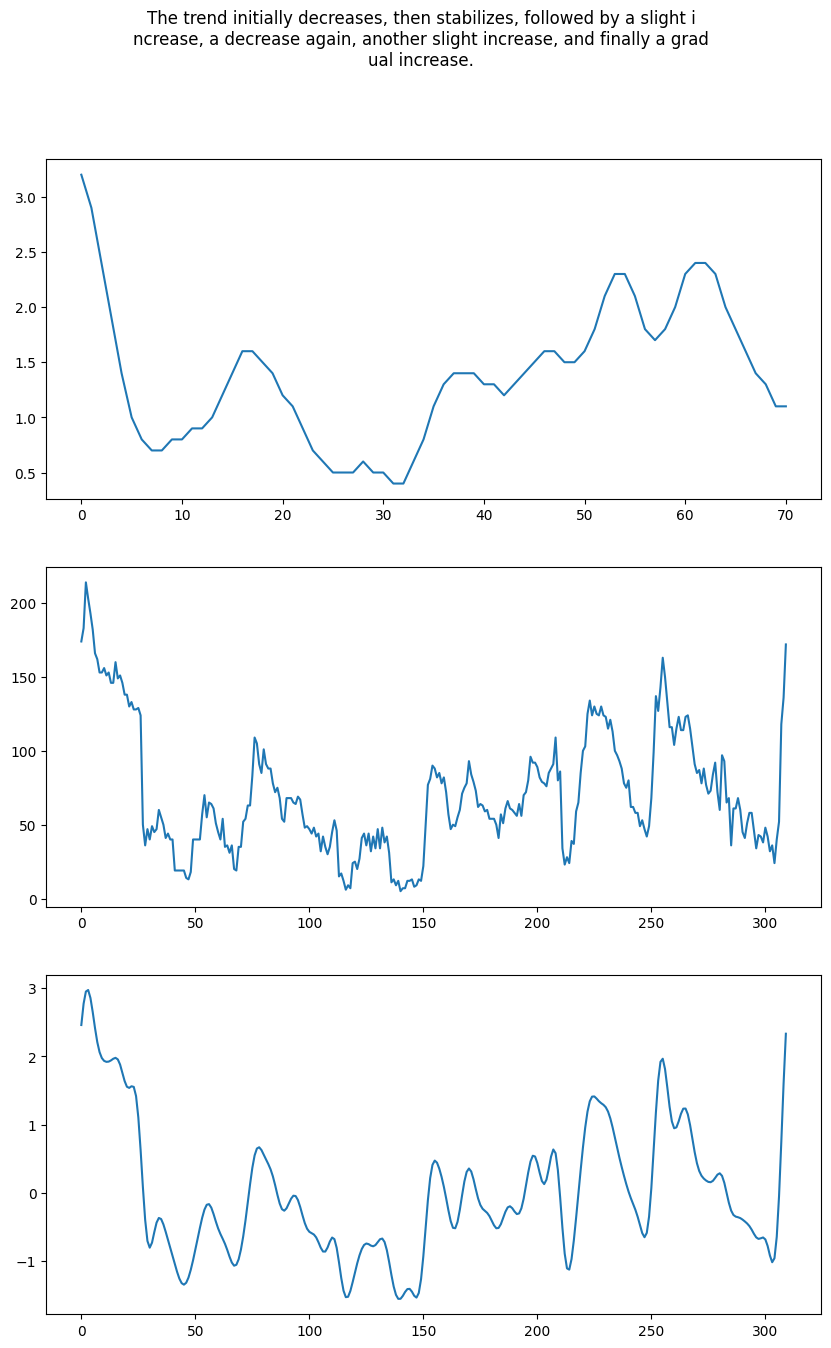 The trend initially decreases, then stabilizes, followed by a slight i
ncrease, a decrease again, another slight increase, and finally a grad
ual increase.
3.0
2.5
2.0
1.5
1.0
0.5
0 10 20 30 40 50 60 70
200
150
100
50
0
0 50 100 150 200 250 300
3
2
1
0
−1
0 50 100 150 200 250 300